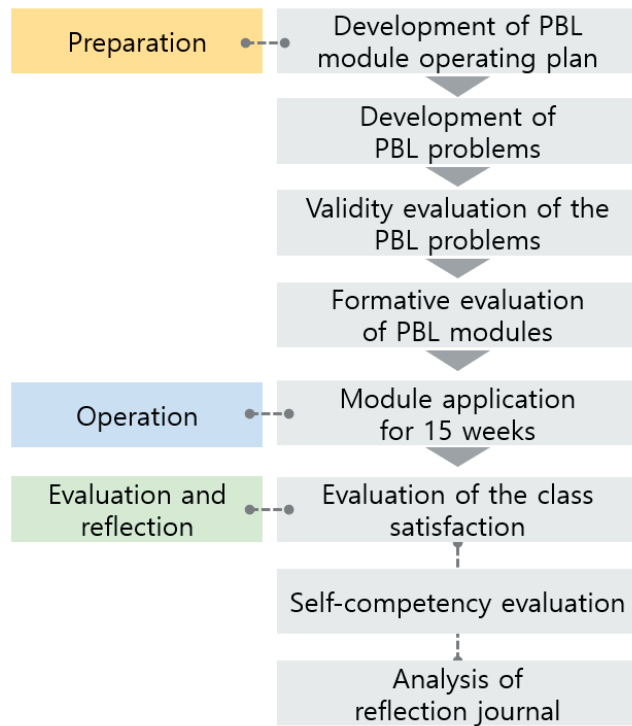 Preparation
Development of PBL
module operating plan
Development of
PBL problems
Validity evaluation of the
PBL problems
Formative evaluation
of PBL modules
Operation
Module application
for 15 weeks
Evaluation and
reflection
Evaluation of the class
satisfaction
Self-competency evaluation
Analysis of
reflection journal